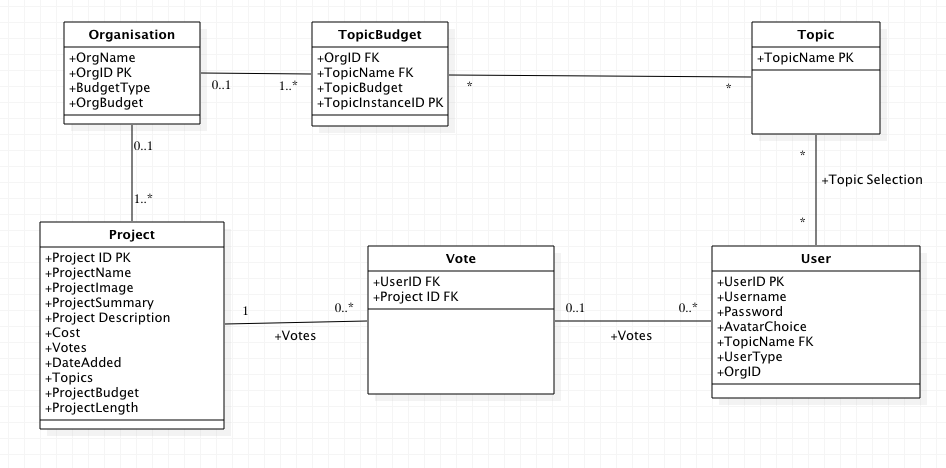 Organisation
+OrgName
+OrgID PK
+BudgetType
+OrgBudget
TopicBudget
+OrgID FK
+TopicName FK
+TopicBudget
+TopicInstanceID PK
Topic
+TopicName PK
0..1
1..*
*
*
0..1
1..*
*
+Topic Selection
*
Project
+Project ID PK
+ProjectName
+ProjectImage
+ProjectSummary
+Project Description
+Cost
+Votes
+DateAdded
+Topics
+ProjectBudget
+ProjectLength
1
0..*
+Votes
Vote
+UserID FK
+Project ID FK
0..1
0..*
+Votes
User
+UserID PK
+Username
+Password
+AvatarChoice
+TopicName FK
+UserType
+OrgID